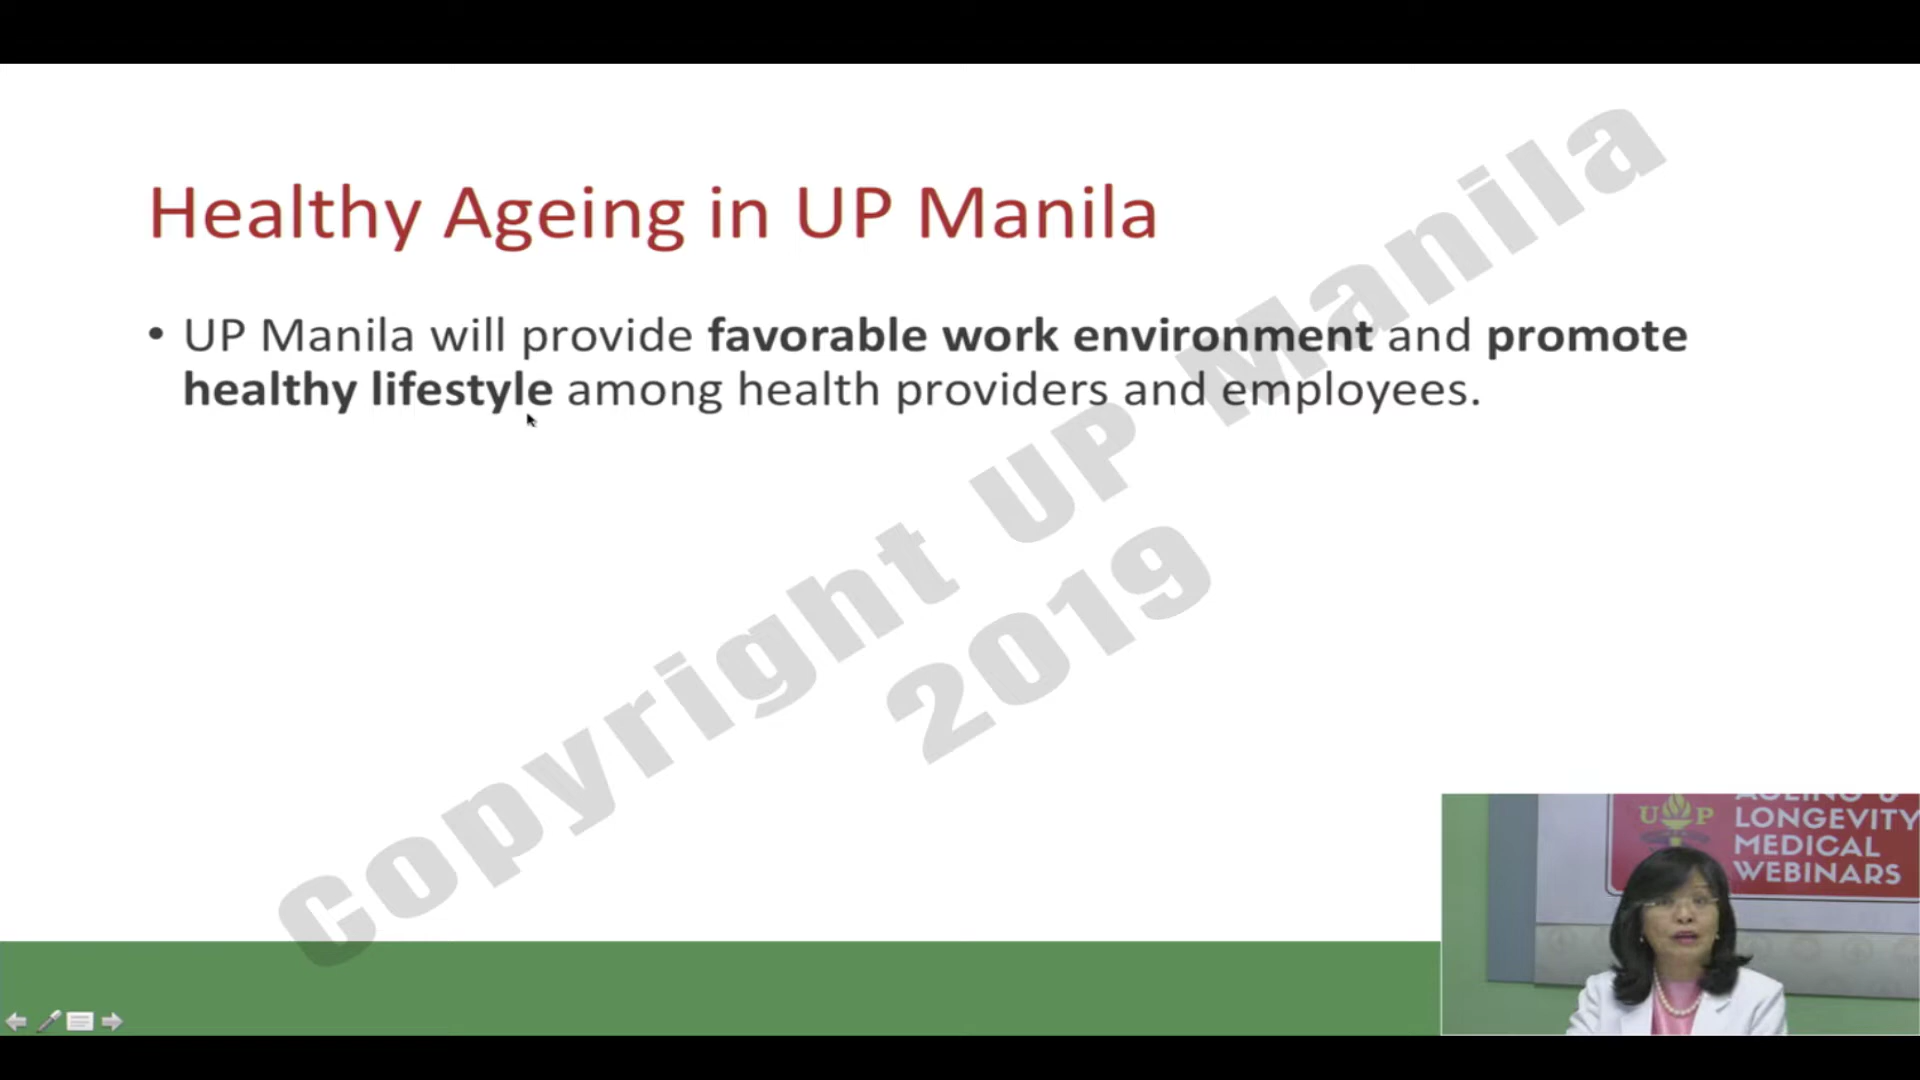 Healthy Ageing in UP Manila
• UP Manila will provide favorable work environment and promote
healthy lifestyle among health providers and employees.
Copyright UP Manila
2019
U P
AGEING &
LONGEVITY
MEDICAL
WEBINARS